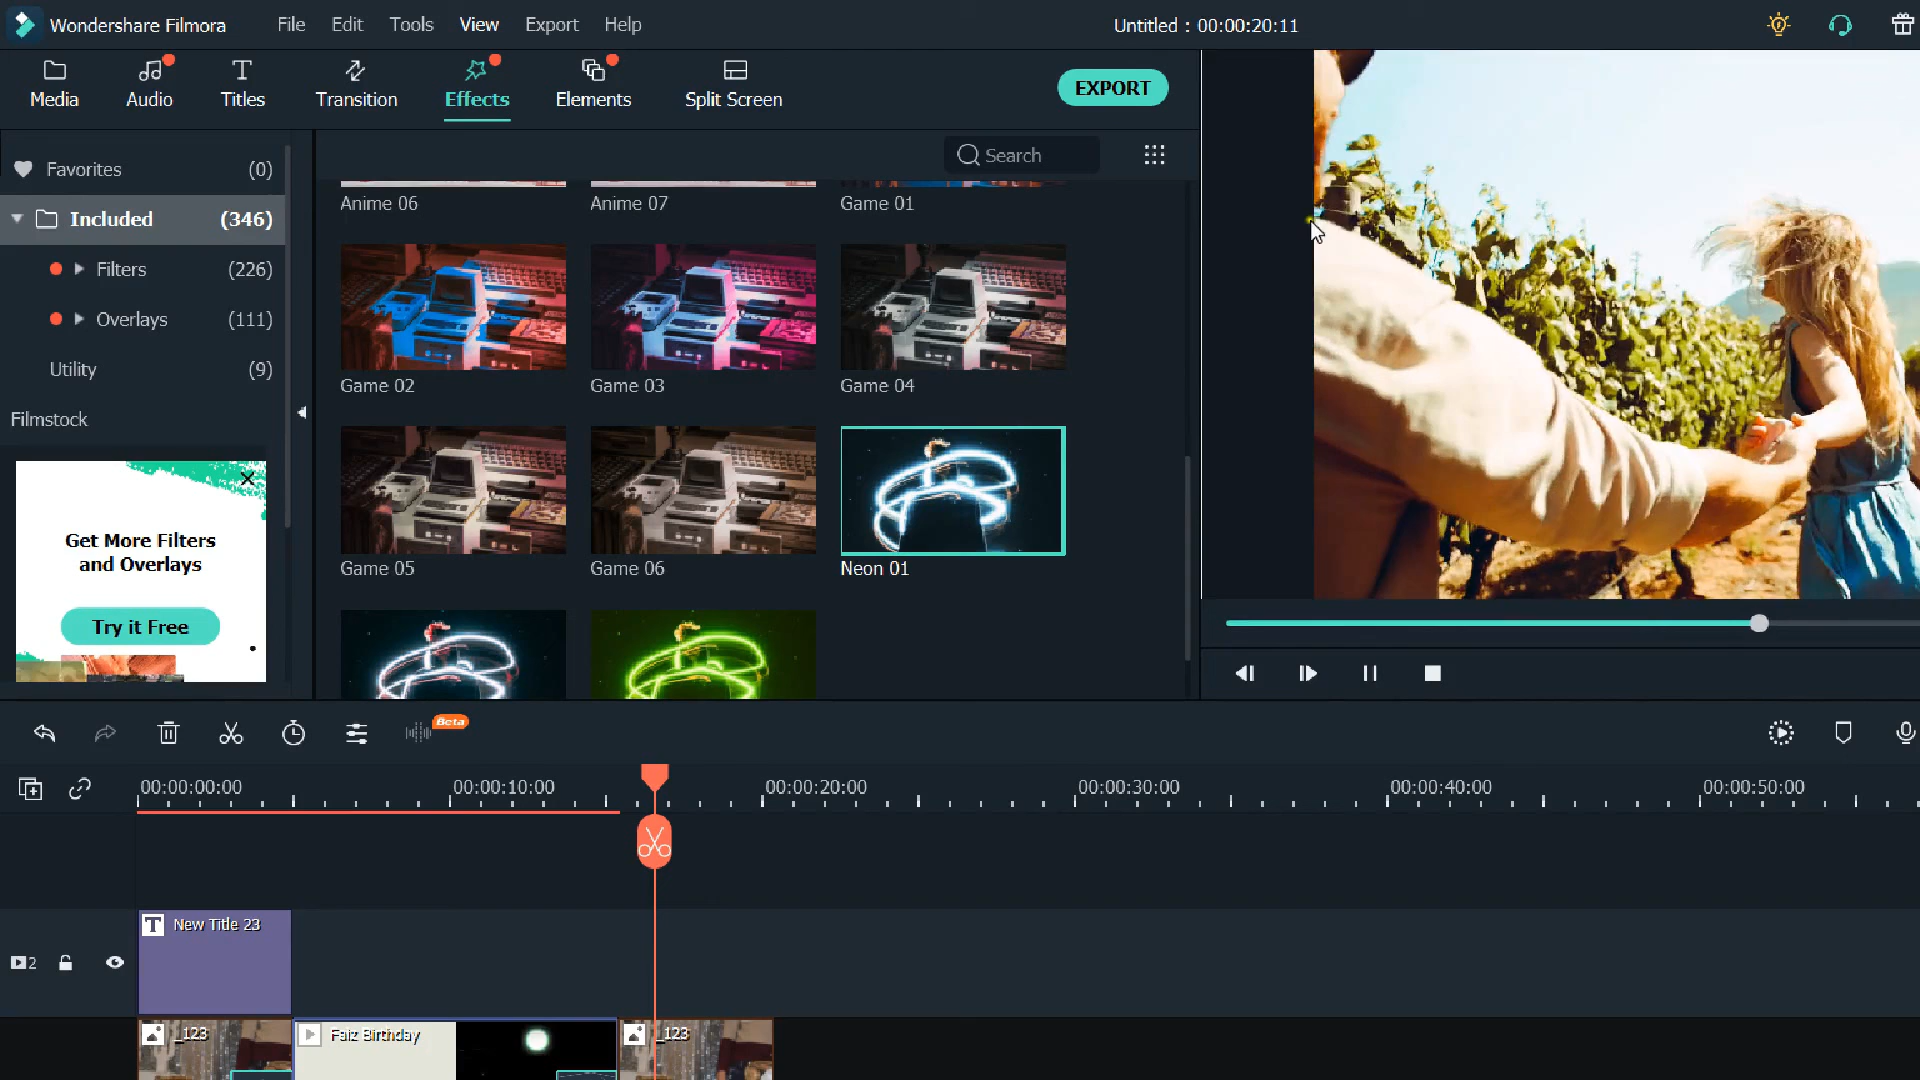 Wondershare Filmora File Edit Tools View Export Help Untitled : 00:00:20:11
Media Audio Titles Transition Effects Elements Split Screen EXPORT
Favorites (0)
Search
Included (346)
Filters (226)
Overlays (111)
Utility (9)
Filmstock
Get More Filters
and Overlays
Try it Free
Anime 06 Anime 07 Game 01
Game 02 Game 03 Game 04
Game 05 Game 06 Neon 01
Beta
00:00:00:00 00:00:10:00 00:00:20:00 00:00:30:00 00:00:40:00 00:00:50:00
2
T New Title 23
_123 Faiz Birthday _123